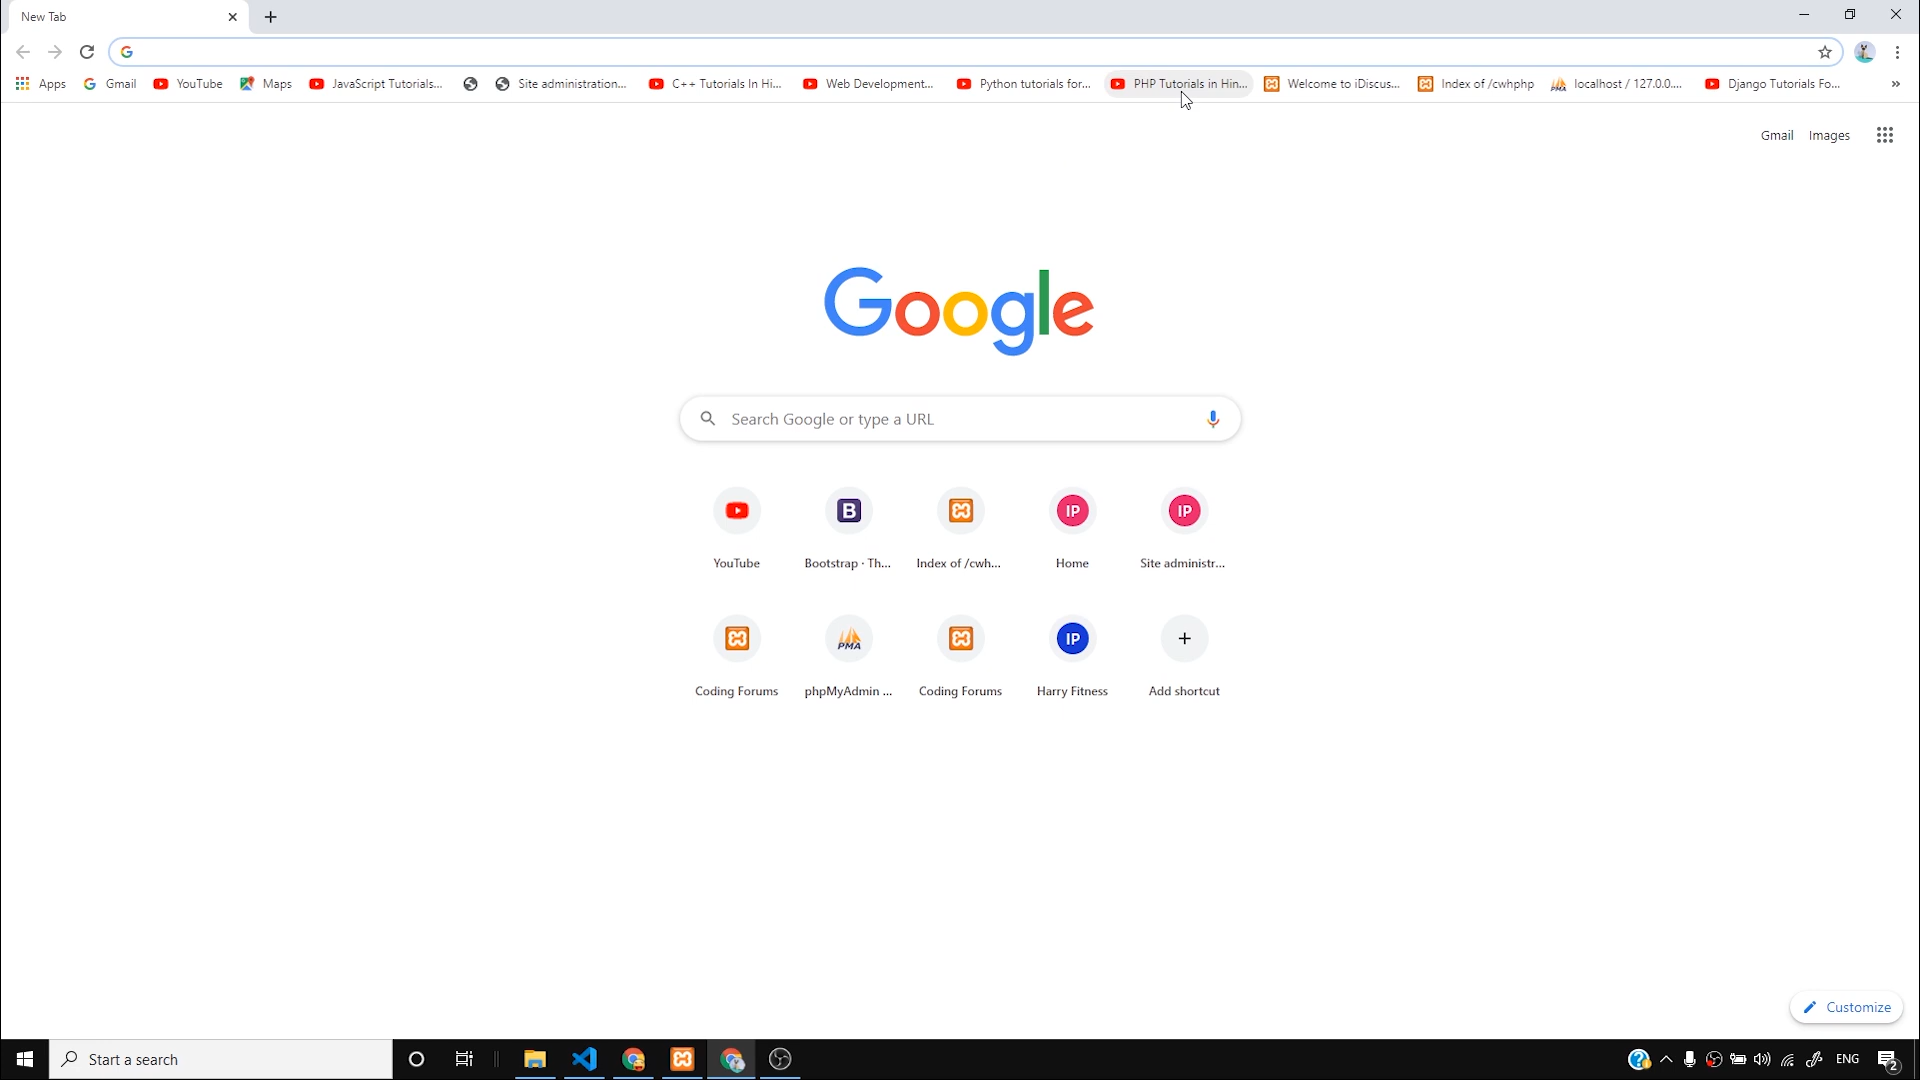 New Tab
Apps Gmail YouTube Maps JavaScript Tutorials... Site administration... C++ Tutorials In Hi... Web Development... Python tutorials for... PHP Tutorials in Hin... Welcome to iDiscus... Index of /cwhphp localhost / 127.0.0.... Django Tutorials Fo... »
Gmail Images
Google
Search Google or type a URL
YouTube Bootstrap · Th... Index of /cwh... Home Site administr...
Coding Forums phpMyAdmin ... Coding Forums Harry Fitness Add shortcut
Customize
Start a search ENG 2